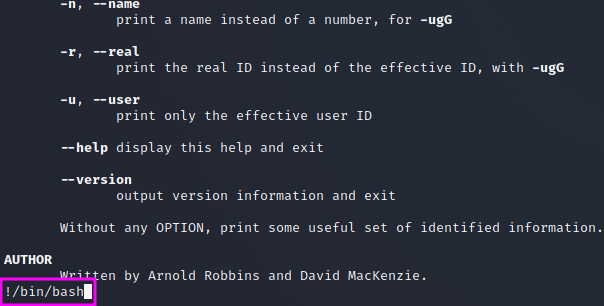 -n, --name
print a name instead of a number, for -ugG
-r, --real
print the real ID instead of the effective ID, with -ugG
-u, --user
print only the effective user ID
--help display this help and exit
--version
output version information and exit
Without any OPTION, print some useful set of identified information.
AUTHOR
Written by Arnold Robbins and David MacKenzie.
!/bin/bash